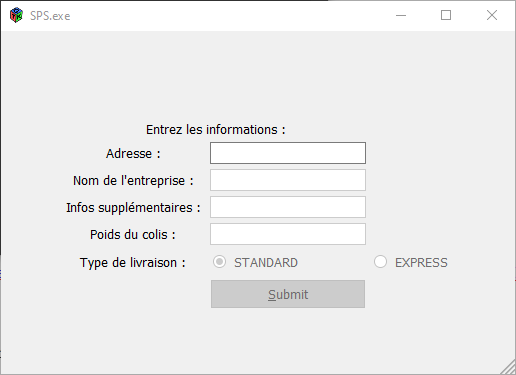 SPS.exe
Entrez les informations :
Adresse :
Nom de l'entreprise :
Infos supplémentaires :
Poids du colis :
Type de livraison : STANDARD EXPRESS
Submit